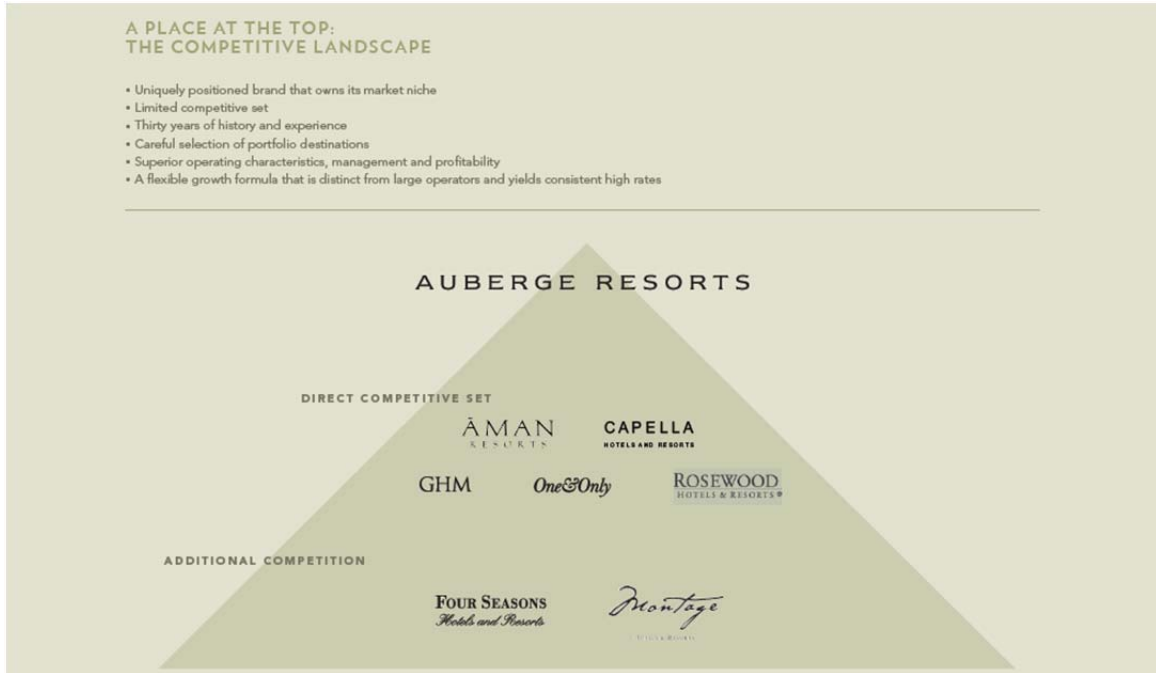 A PLACE AT THE TOP:
THE COMPETITIVE LANDSCAPE
• Uniquely positioned brand that owns its market niche
• Limited competitive set
• Thirty years of history and experience
• Careful selection of portfolio destinations
• Superior operating characteristics, management and profitability
• A flexible growth formula that is distinct from large operators and yields consistent high rates
AUBERGE RESORTS
DIRECT COMPETITIVE SET
ĀMAN
RESORTS
CAPELLA
HOTELS AND RESORTS
GHM
One&Only
ROSEWOOD
HOTELS & RESORTS®
ADDITIONAL COMPETITION
FOUR SEASONS
Hotels and Resorts
Montage
& RESORTS